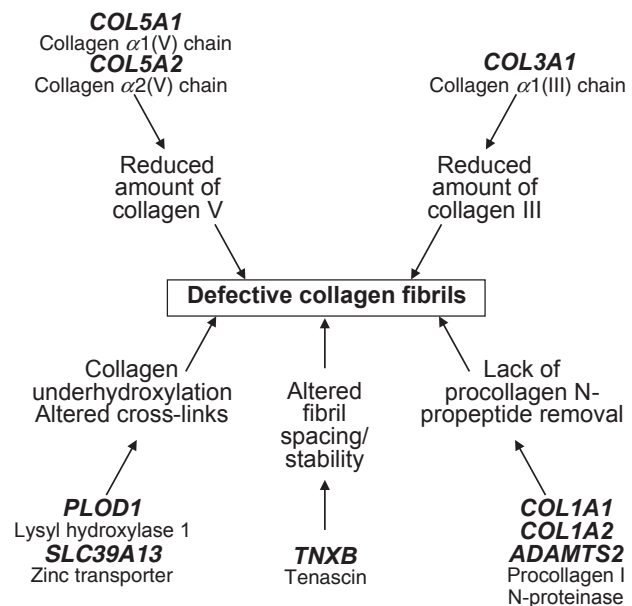 COL5A1
Collagen α1(V) chain
COL5A2
Collagen α2(V) chain
COL3A1
Collagen α1(III) chain
Reduced
amount of
collagen V
Reduced
amount of
collagen III
Defective collagen fibrils
Collagen
underhydroxylation
Altered cross-links
Altered
fibril
spacing/
stability
Lack of
procollagen N-
propeptide removal
PLOD1
Lysyl hydroxylase 1
SLC39A13
Zinc transporter
TNXB
Tenascin
COL1A1
COL1A2
ADAMTS2
Procollagen I
N-proteinase